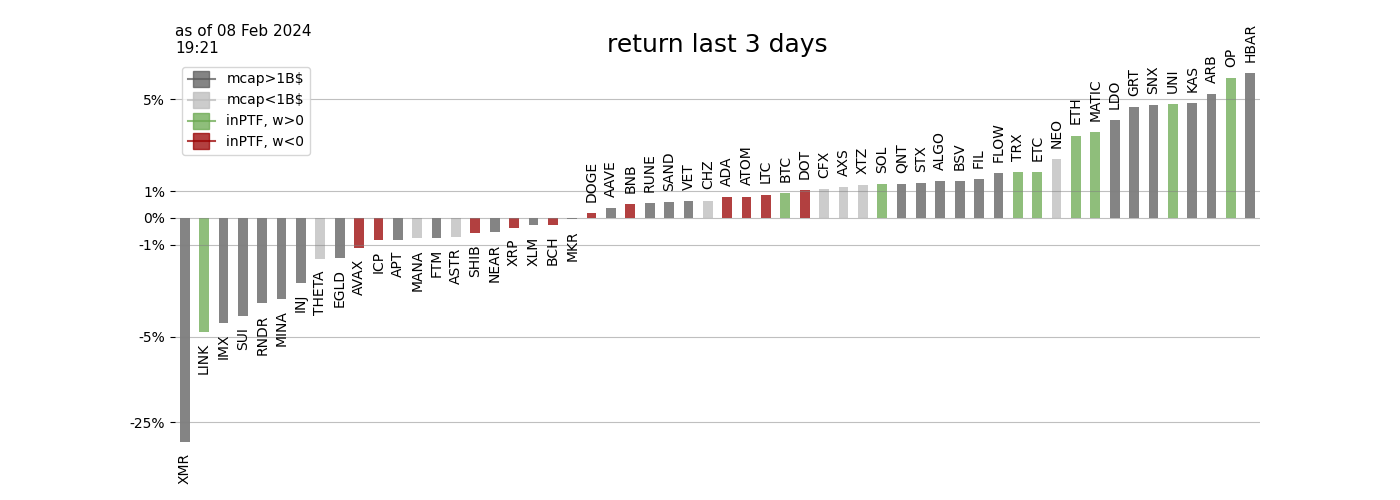 as of 08 Feb 2024
19:21
return last 3 days
mcap>1B$
mcap<1B$
inPTF, w>0
inPTF, w<0
5%
1%
0%
-1%
-5%
-25%
XMR
LINK
IMX
SUI
RNDR
MINA
INJ
THETA
EGLD
AVAX
ICP
APT
MANA
FTM
ASTR
SHIB
NEAR
XRP
XLM
BCH
MKR
DOGE
AAVE
BNB
RUNE
SAND
VET
CHZ
ADA
ATOM
LTC
BTC
DOT
CFX
AXS
XTZ
SOL
QNT
STX
ALGO
BSV
FIL
FLOW
TRX
ETC
NEO
ETH
MATIC
LDO
GRT
SNX
UNI
KAS
ARB
OP
HBAR